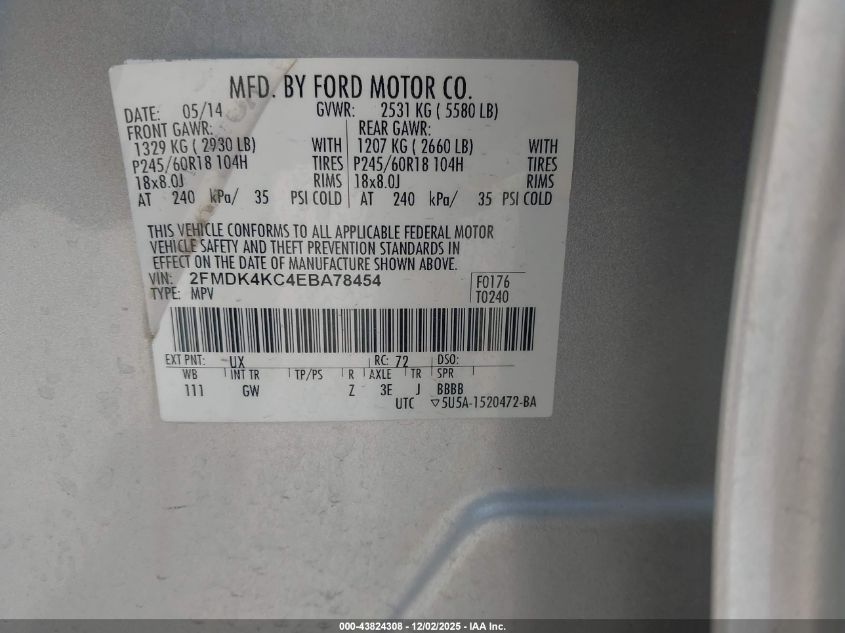 MFD. BY FORD MOTOR CO.
DATE: 05/14 GVWR: 2531 KG ( 5580 LB)
FRONT GAWR: REAR GAWR:
1329 KG ( 2930 LB) WITH 1207 KG ( 2660 LB) WITH
P245/60R18 104H TIRES P245/60R18 104H TIRES
18x8.0J RIMS 18x8.0J RIMS
AT 240 kPa/ 35 PSI COLD AT 240 kPa/ 35 PSI COLD
THIS VEHICLE CONFORMS TO ALL APPLICABLE FEDERAL MOTOR
VEHICLE SAFETY AND THEFT PREVENTION STANDARDS IN
EFFECT ON THE DATE OF MANUFACTURE SHOWN ABOVE.
VIN: 2FMDK4KC4EBA78454 F0176
TYPE: MPV T0240
EXT PNT: UX RC: 72 DSO:
WB INT TR TP/PS R AXLE TR SPR
111 GW Z 3E J BBBB
UTC ▽5U5A-1520472-BA
000-43824308 - 12/02/2025 - IAA Inc.